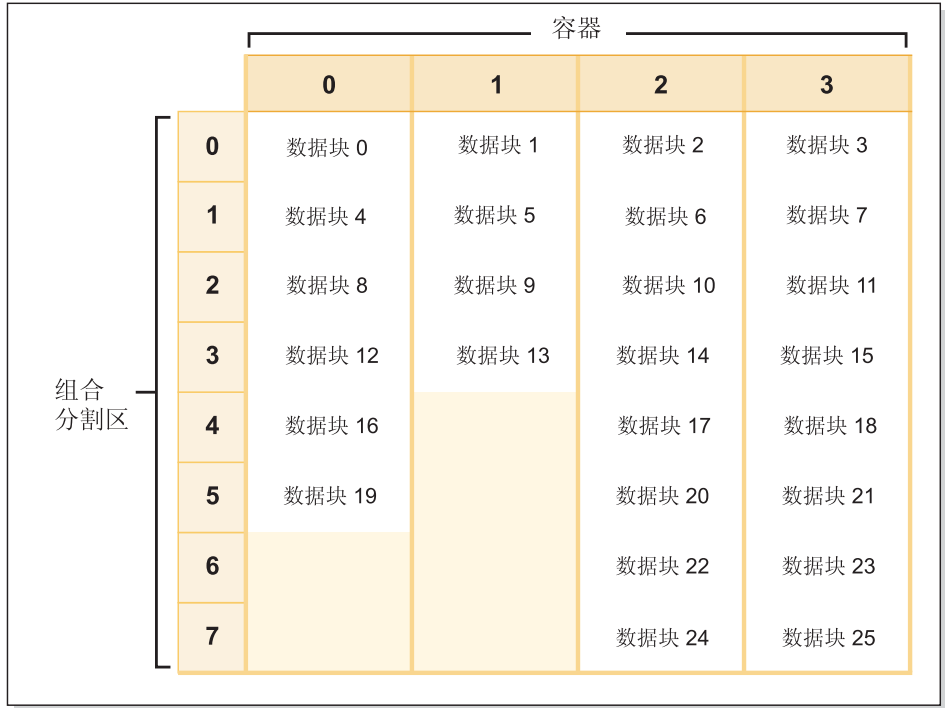 容器
0 1 2 3
0 数据块 0 数据块 1 数据块 2 数据块 3
1 数据块 4 数据块 5 数据块 6 数据块 7
2 数据块 8 数据块 9 数据块 10 数据块 11
3 数据块 12 数据块 13 数据块 14 数据块 15
组合
分割区
4 数据块 16 数据块 17 数据块 18
5 数据块 19 数据块 20 数据块 21
6 数据块 22 数据块 23
7 数据块 24 数据块 25